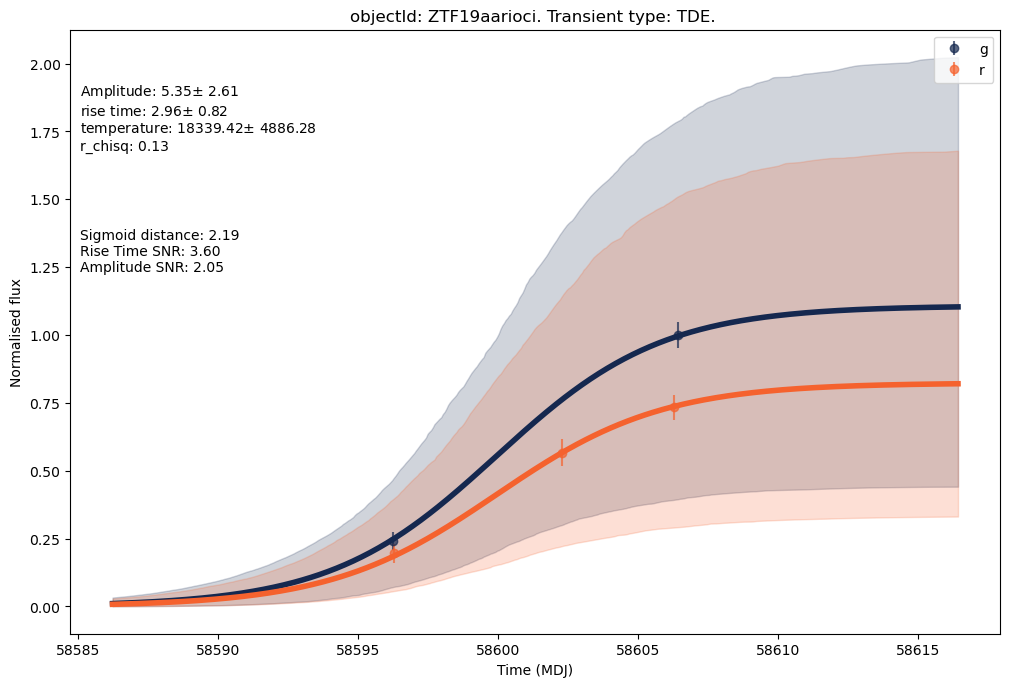 objectId: ZTF19aarioci. Transient type: TDE.
g
r
Amplitude: 5.35± 2.61
rise time: 2.96± 0.82
temperature: 18339.42± 4886.28
r_chisq: 0.13
Sigmoid distance: 2.19
Rise Time SNR: 3.60
Amplitude SNR: 2.05
Normalised flux
2.00
1.75
1.50
1.25
1.00
0.75
0.50
0.25
0.00
58585 58590 58595 58600 58605 58610 58615
Time (MDJ)